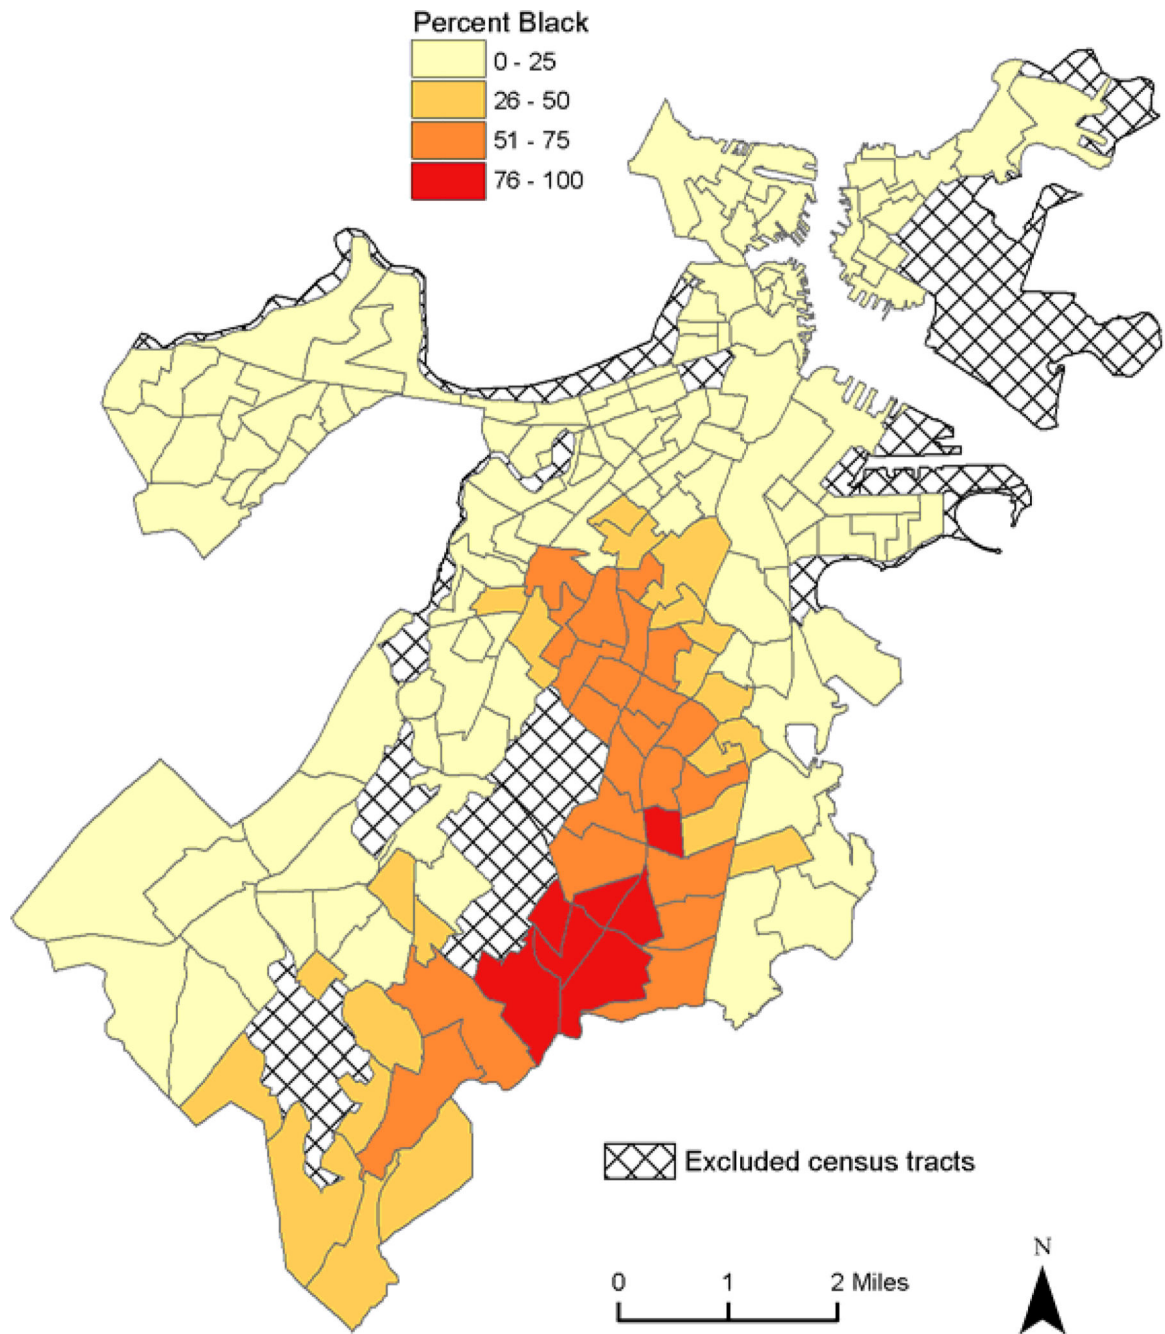 Percent Black
0 - 25
26 - 50
51 - 75
76 - 100
Excluded census tracts
N
0 1 2 Miles